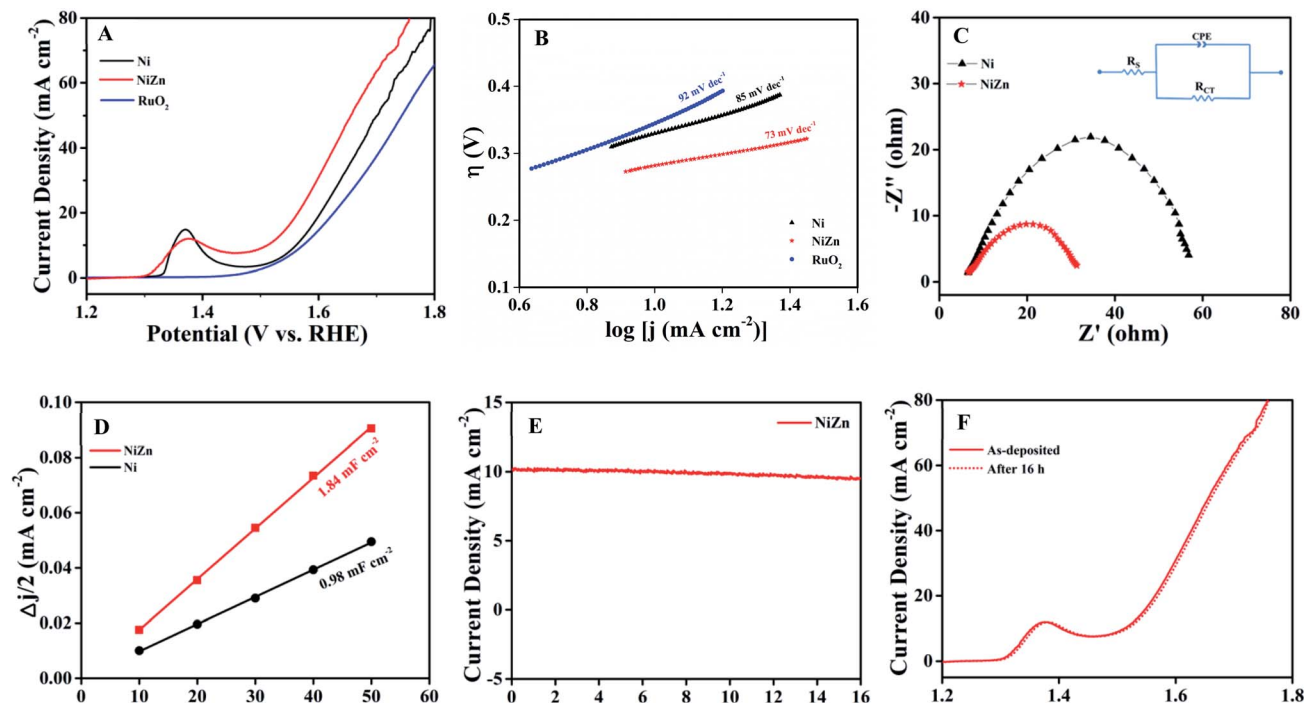 A
Ni
NiZn
RuO₂
Current Density (mA cm⁻²)
80
60
40
20
0
1.2
1.4
1.6
1.8
Potential (V vs. RHE)
B
92 mV dec⁻¹
85 mV dec⁻¹
73 mV dec⁻¹
Ni
NiZn
RuO₂
η (V)
0.5
0.4
0.3
0.2
0.1
0.6
0.8
1.0
1.2
1.4
1.6
log [j (mA cm⁻²)]
C
Ni
NiZn
CPE
R_S
R_CT
-Z" (ohm)
40
30
20
10
0
0
20
40
60
80
Z' (ohm)
D
NiZn
Ni
1.84 mF cm⁻²
0.98 mF cm⁻²
Δj/2 (mA cm⁻²)
0.10
0.08
0.06
0.04
0.02
0.00
0
10
20
30
40
50
60
E
NiZn
Current Density (mA cm⁻²)
15
10
5
0
-5
0
2
4
6
8
10
12
14
16
F
As-deposited
After 16 h
Current Density (mA cm⁻²)
80
60
40
20
0
1.2
1.4
1.6
1.8